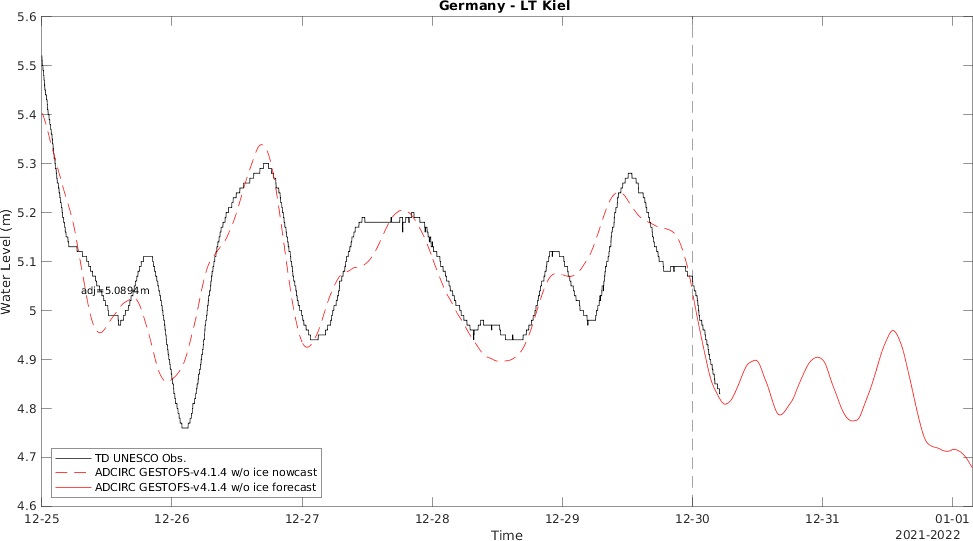 Germany - LT Kiel
Water Level (m)
5.6
5.5
5.4
5.3
5.2
5.1
5
4.9
4.8
4.7
4.6
adj=5.0894m
TD UNESCO Obs.
ADCIRC GESTOFS-v4.1.4 w/o ice nowcast
ADCIRC GESTOFS-v4.1.4 w/o ice forecast
12-25 12-26 12-27 12-28 12-29 12-30 12-31 01-01
Time
2021-2022